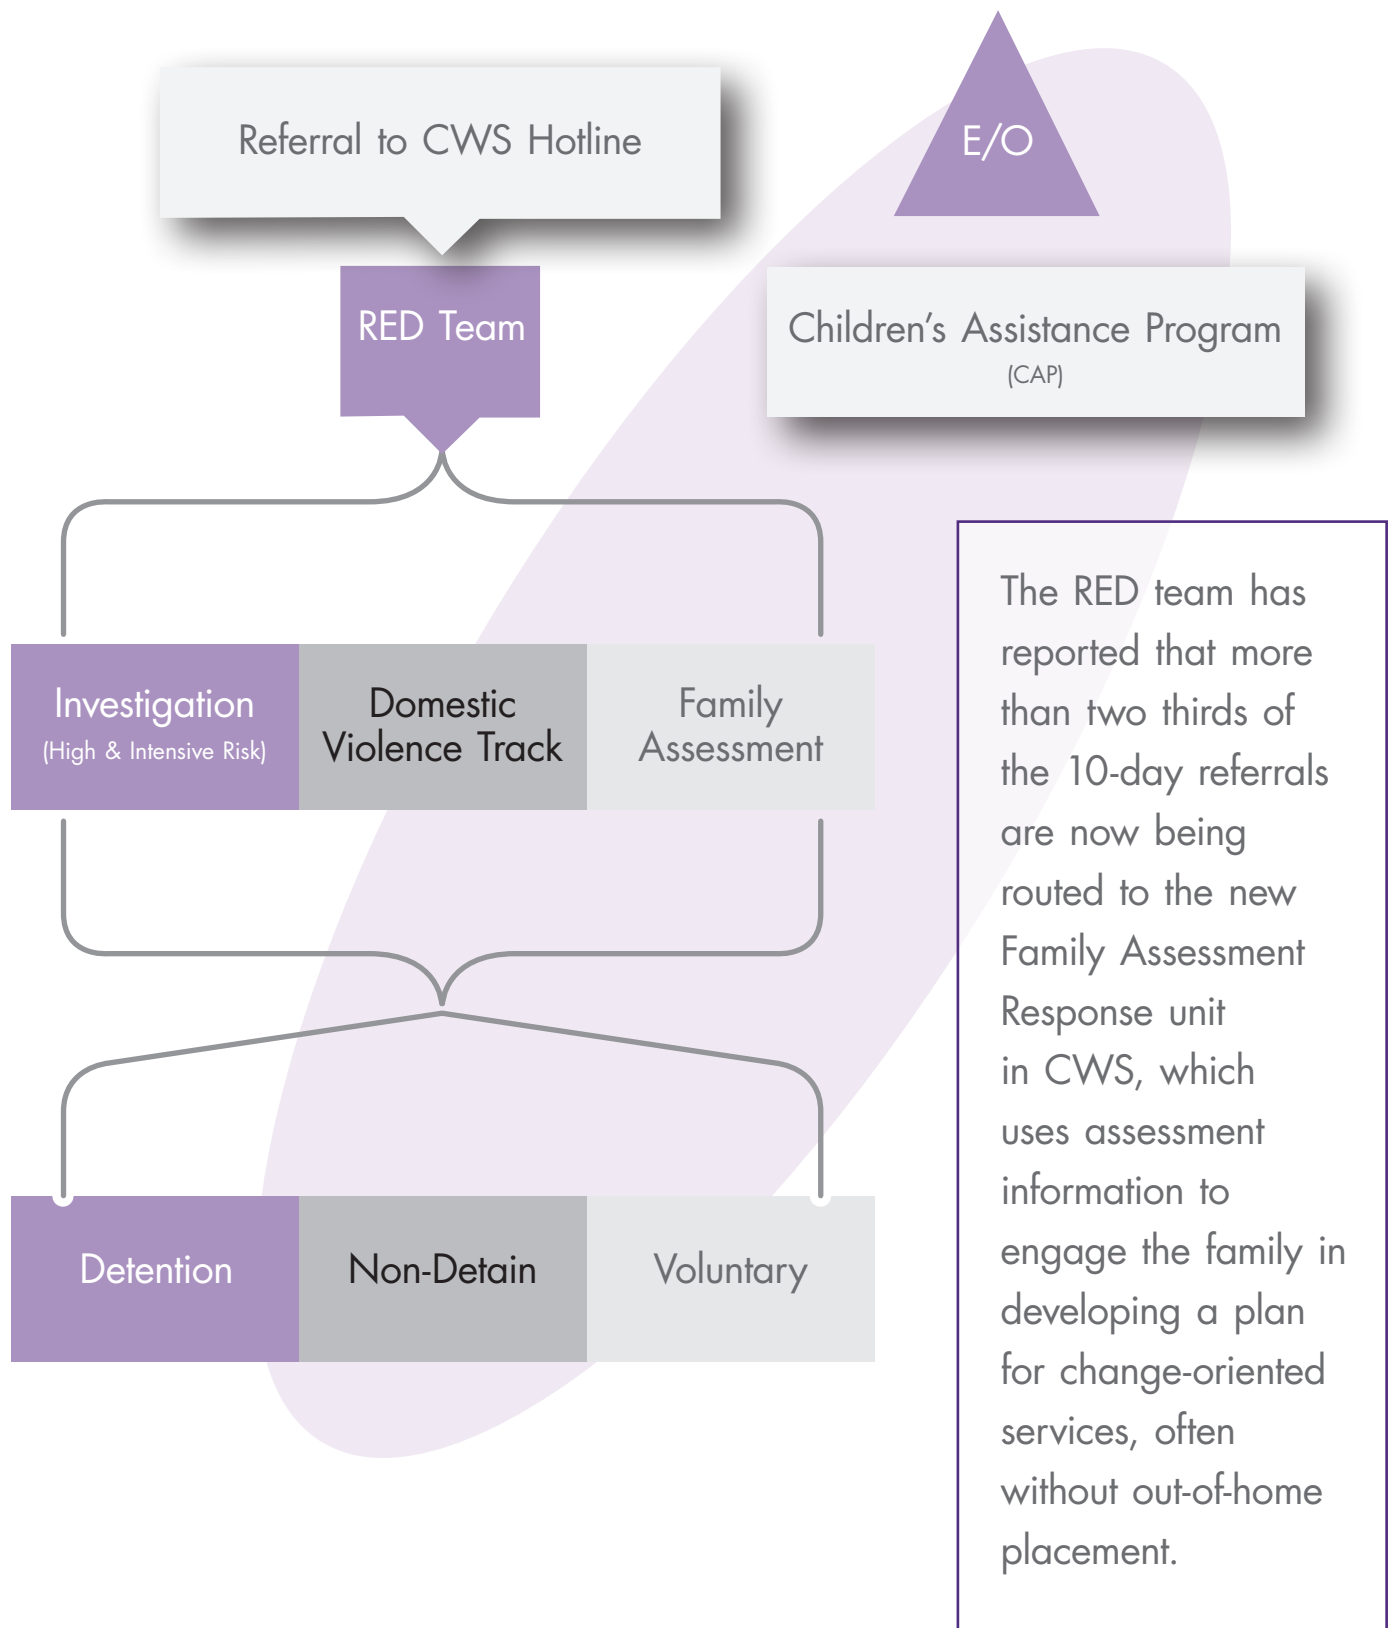 Referral to CWS Hotline
E/O
RED Team
Children’s Assistance Program
(CAP)
Investigation
(High & Intensive Risk)
Domestic
Violence Track
Family
Assessment
Detention
Non-Detain
Voluntary
The RED team has
reported that more
than two thirds of
the 10-day referrals
are now being
routed to the new
Family Assessment
Response unit
in CWS, which
uses assessment
information to
engage the family in
developing a plan
for change-oriented
services, often
without out-of-home
placement.